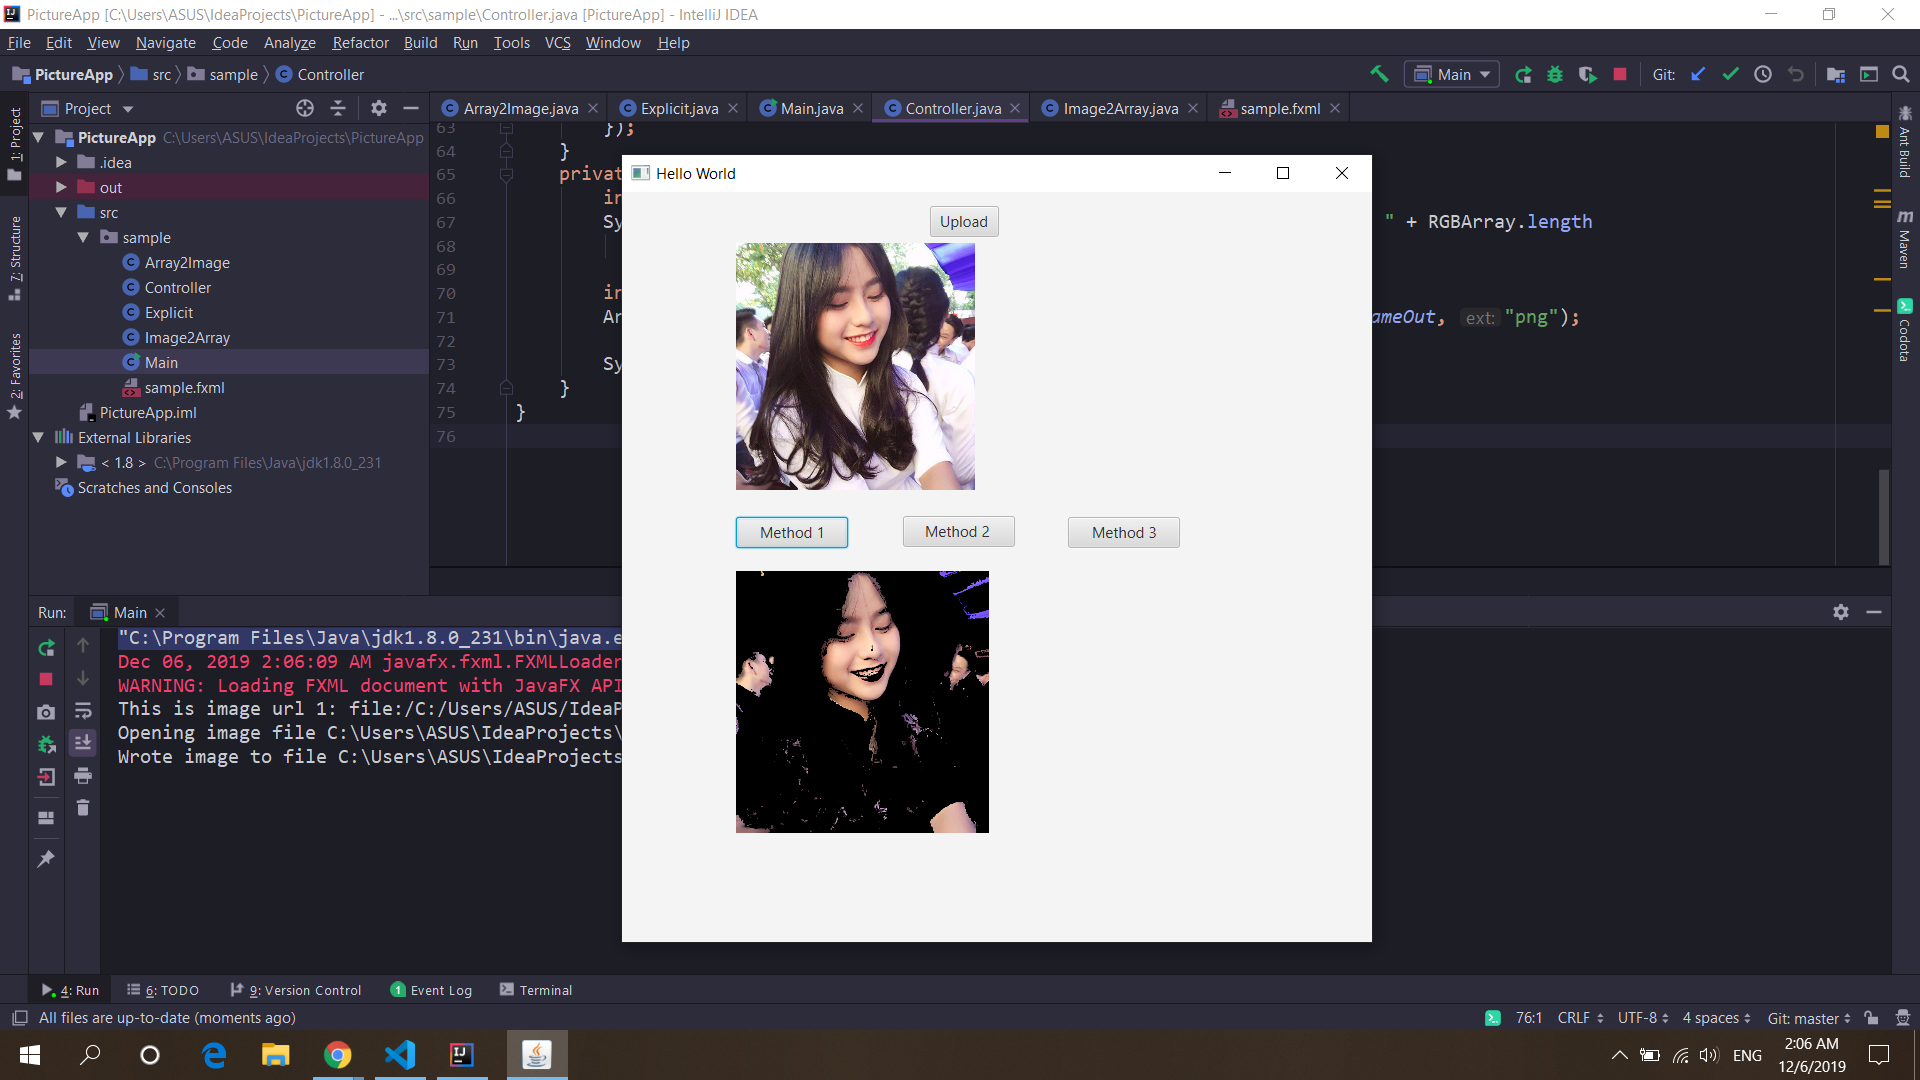 PictureApp [C:\Users\ASUS\IdeaProjects\PictureApp] - ...\src\sample\Controller.java [PictureApp] - IntelliJ IDEA
File Edit View Navigate Code Analyze Refactor Build Run Tools VCS Window Help
PictureApp src sample Controller
Main Git:
1: Project
7: Structure
2: Favorites
Project
PictureApp C:\Users\ASUS\IdeaProjects\PictureApp
.idea
out
src
sample
Array2Image
Controller
Explicit
Image2Array
Main
sample.fxml
PictureApp.iml
External Libraries
< 1.8 > C:\Program Files\Java\jdk1.8.0_231
Scratches and Consoles
Array2Image.java Explicit.java Main.java Controller.java Image2Array.java sample.fxml
63 });
64 }
65 privat
66 in
67 Sy " + RGBArray.length
68
69
70 in
71 Ar ameOut, ext: "png");
72
73 Sy
74 }
75 }
76
Ant Build
Maven
Codota
Hello World
Upload
Method 1 Method 2 Method 3
Run: Main
"C:\Program Files\Java\jdk1.8.0_231\bin\java.e
Dec 06, 2019 2:06:09 AM javafx.fxml.FXMLLoader
WARNING: Loading FXML document with JavaFX API
This is image url 1: file:/C:/Users/ASUS/IdeaP
Opening image file C:\Users\ASUS\IdeaProjects\
Wrote image to file C:\Users\ASUS\IdeaProjects
4: Run 6: TODO 9: Version Control 1 Event Log Terminal
All files are up-to-date (moments ago) 76:1 CRLF UTF-8 4 spaces Git: master
ENG
2:06 AM
12/6/2019